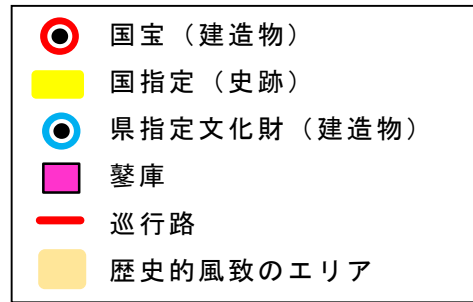 国宝（建造物）
国指定（史跡）
県指定文化財（建造物）
鼕庫
巡行路
歴史的風致のエリア